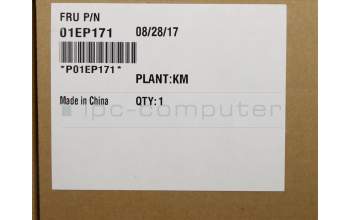 FRU P/N
01EP171 08/28/17
*P01EP171*
PLANT:KM
Made in China QTY:1
ipc-computer